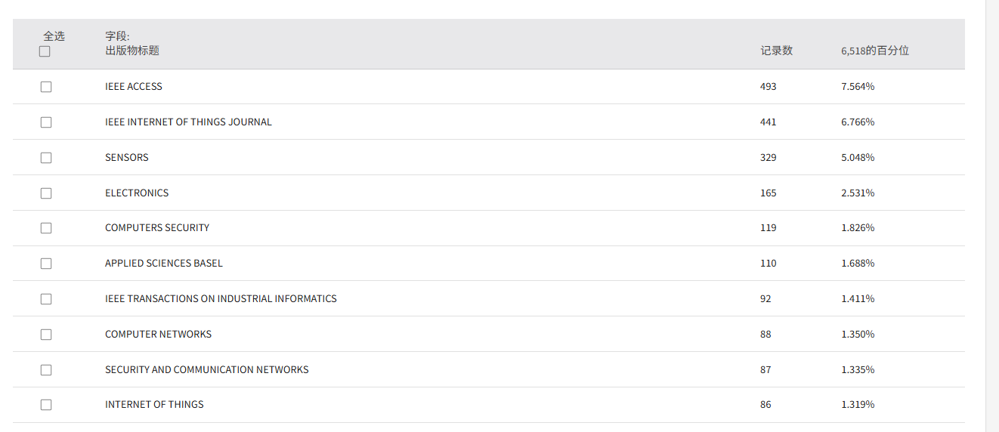 全选 字段:
出版物标题 记录数 6,518的百分位
IEEE ACCESS 493 7.564%
IEEE INTERNET OF THINGS JOURNAL 441 6.766%
SENSORS 329 5.048%
ELECTRONICS 165 2.531%
COMPUTERS SECURITY 119 1.826%
APPLIED SCIENCES BASEL 110 1.688%
IEEE TRANSACTIONS ON INDUSTRIAL INFORMATICS 92 1.411%
COMPUTER NETWORKS 88 1.350%
SECURITY AND COMMUNICATION NETWORKS 87 1.335%
INTERNET OF THINGS 86 1.319%